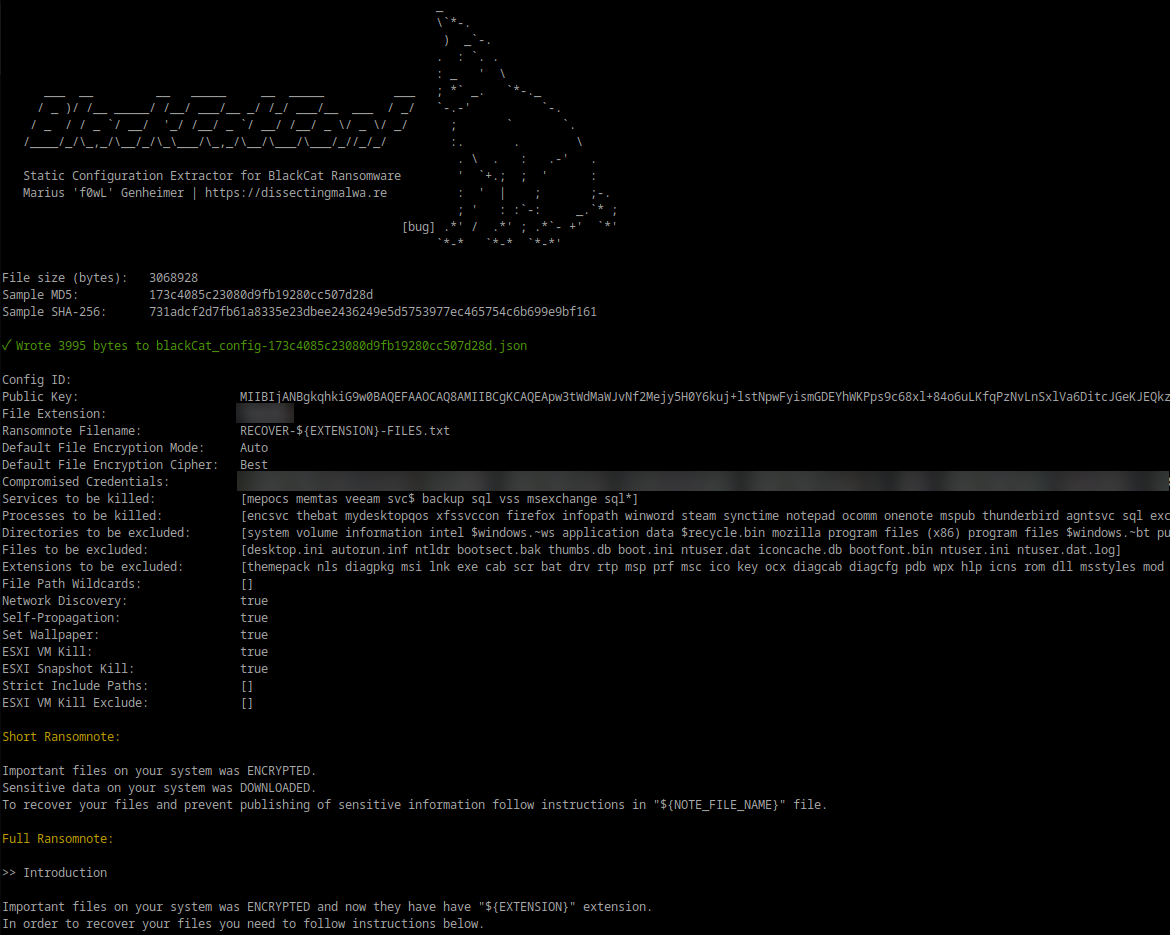 BlackCatConf
Static Configuration Extractor for BlackCat Ransomware
Marius 'f0wL' Genheimer | https://dissectingmalwa.re
[bug]
File size (bytes): 3068928
Sample MD5: 173c4085c23080d9fb19280cc507d28d
Sample SHA-256: 731adcf2d7fb61a8335e23dbee2436249e5d5753977ec465754c6b699e9bf161
✓ Wrote 3995 bytes to blackCat_config-173c4085c23080d9fb19280cc507d28d.json
Config ID:
Public Key: MIIBIjANBgkqhkiG9w0BAQEFAAOCAQ8AMIIBCgKCAQEApw3tWdMaWJvNf2Mejy5H0Y6kuj+lstNpwFyismGDEYhWKPps9c68xl+84o6uLKfqPzNvLnSxlVa6DitcJGeKJEQkz
File Extension:
Ransomnote Filename: RECOVER-${EXTENSION}-FILES.txt
Default File Encryption Mode: Auto
Default File Encryption Cipher: Best
Compromised Credentials:
Services to be killed: [mepocs memtas veeam svc$ backup sql vss msexchange sql*]
Processes to be killed: [encsvc thebat mydesktopqos xfssvccon firefox infopath winword steam synctime notepad ocomm onenote mspub thunderbird agntsvc sql exc
Directories to be excluded: [system volume information intel $windows.~ws application data $recycle.bin mozilla program files (x86) program files $windows.~bt pu
Files to be excluded: [desktop.ini autorun.inf ntldr bootsect.bak thumbs.db boot.ini ntuser.dat iconcache.db bootfont.bin ntuser.ini ntuser.dat.log]
Extensions to be excluded: [themepack nls diagpkg msi lnk exe cab scr bat drv rtp msp prf msc ico key ocx diagcab diagcfg pdb wpx hlp icns rom dll msstyles mod
File Path Wildcards: []
Network Discovery: true
Self-Propagation: true
Set Wallpaper: true
ESXI VM Kill: true
ESXI Snapshot Kill: true
Strict Include Paths: []
ESXI VM Kill Exclude: []
Short Ransomnote:
Important files on your system was ENCRYPTED.
Sensitive data on your system was DOWNLOADED.
To recover your files and prevent publishing of sensitive information follow instructions in "${NOTE_FILE_NAME}" file.
Full Ransomnote:
>> Introduction
Important files on your system was ENCRYPTED and now they have have "${EXTENSION}" extension.
In order to recover your files you need to follow instructions below.